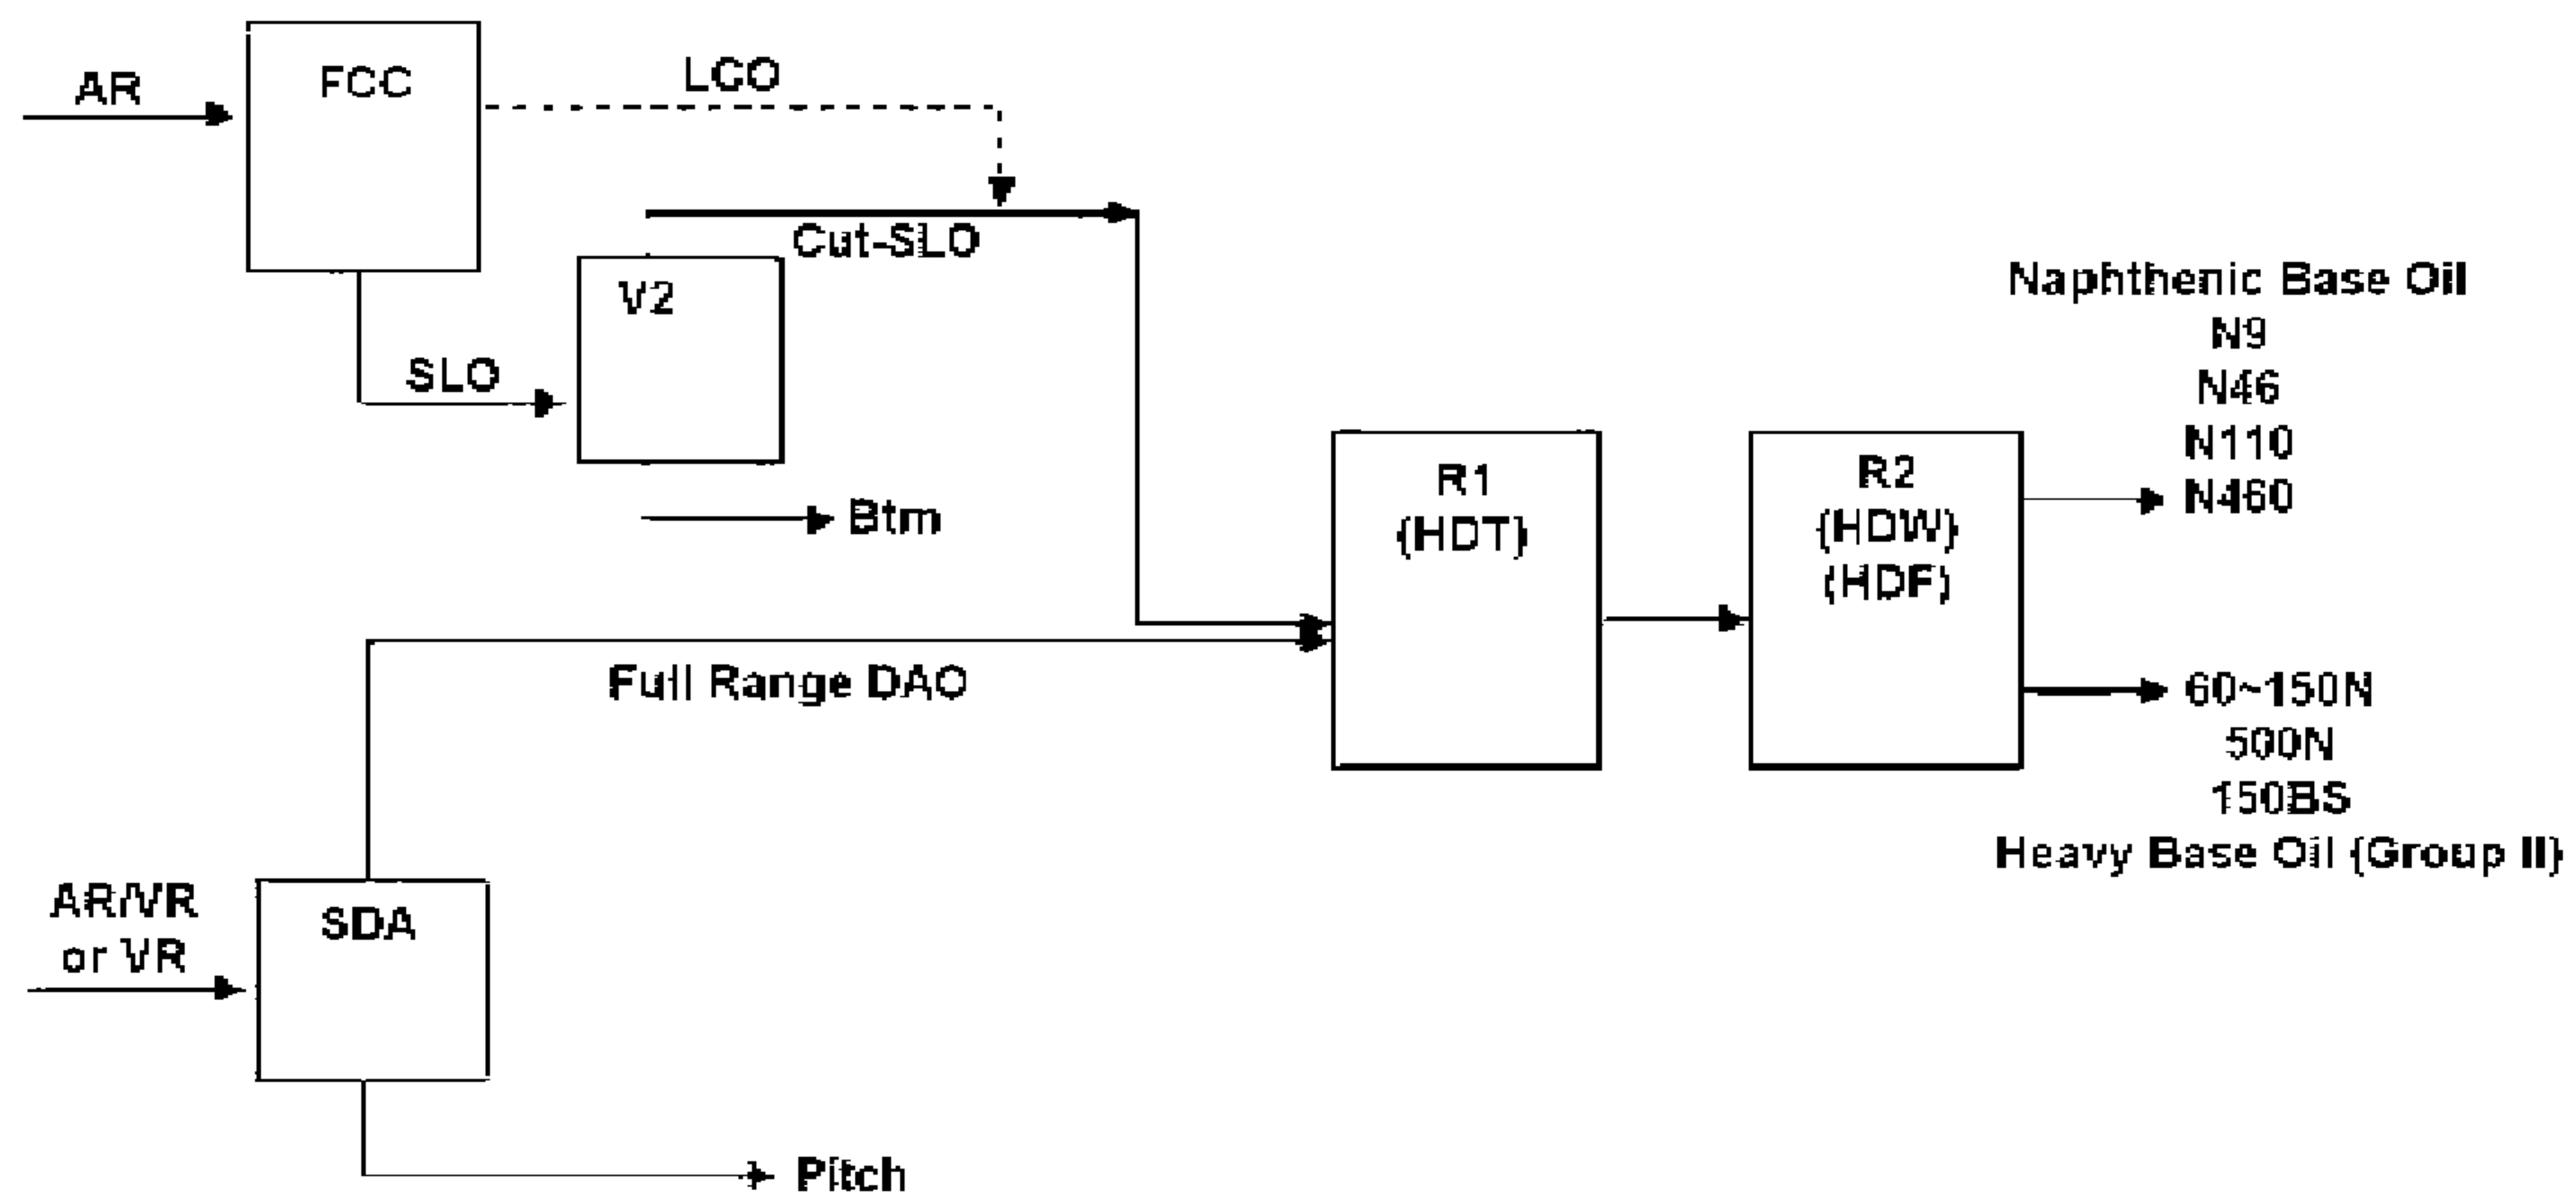 AR
FCC
LCO
Cut-SLO
V2
SLO
Btm
Naphthenic Base Oil
N9
N46
N110
N460
R1
(HDT)
R2
(HDW)
(HDF)
Full Range DAO
60~150N
500N
150BS
Heavy Base Oil (Group II)
AR/VR
or VR
SDA
Pitch